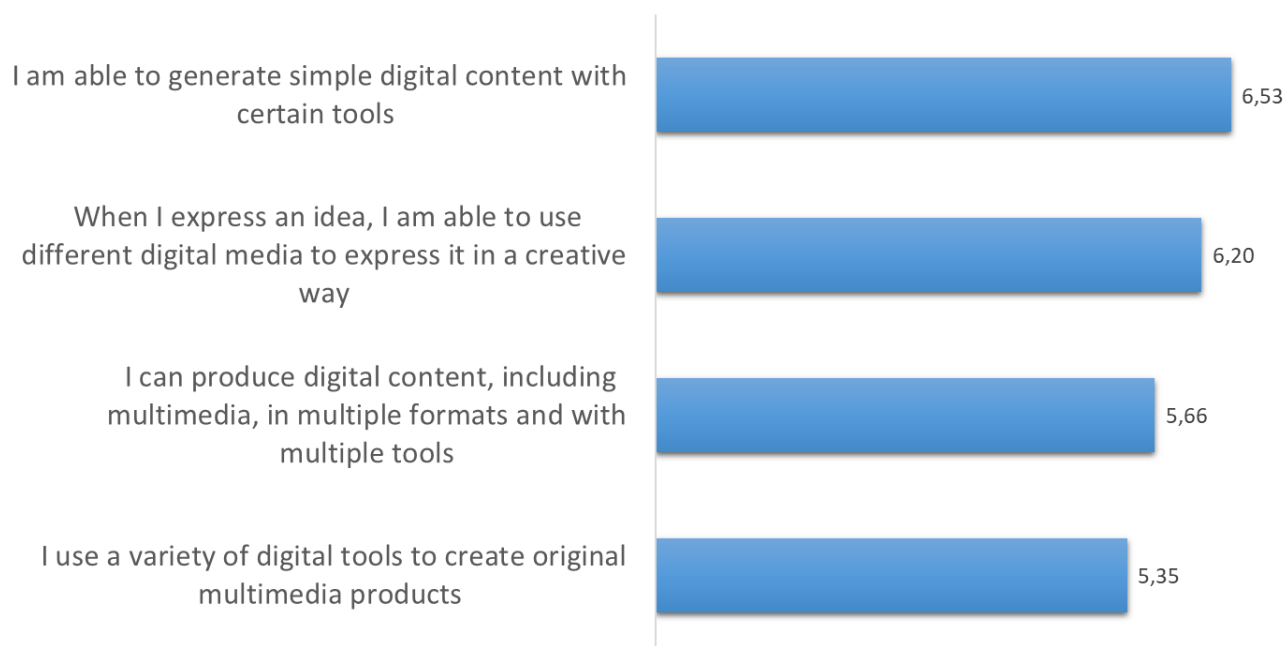 I am able to generate simple digital content with
certain tools
6,53
When I express an idea, I am able to use
different digital media to express it in a creative
way
6,20
I can produce digital content, including
multimedia, in multiple formats and with
multiple tools
5,66
I use a variety of digital tools to create original
multimedia products
5,35